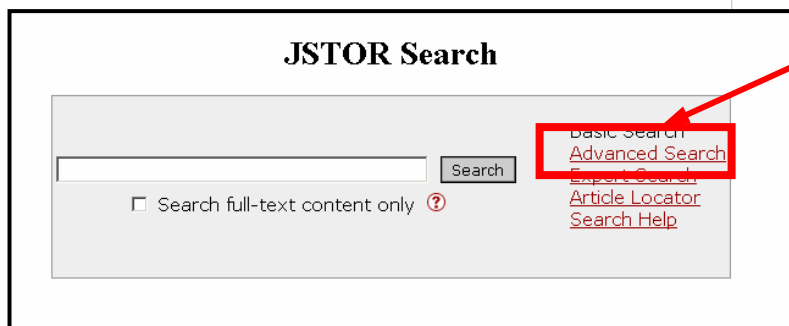 JSTOR Search
Basic Search
Advanced Search
Search
Expert Search
Search full-text content only ?
Article Locator
Search Help